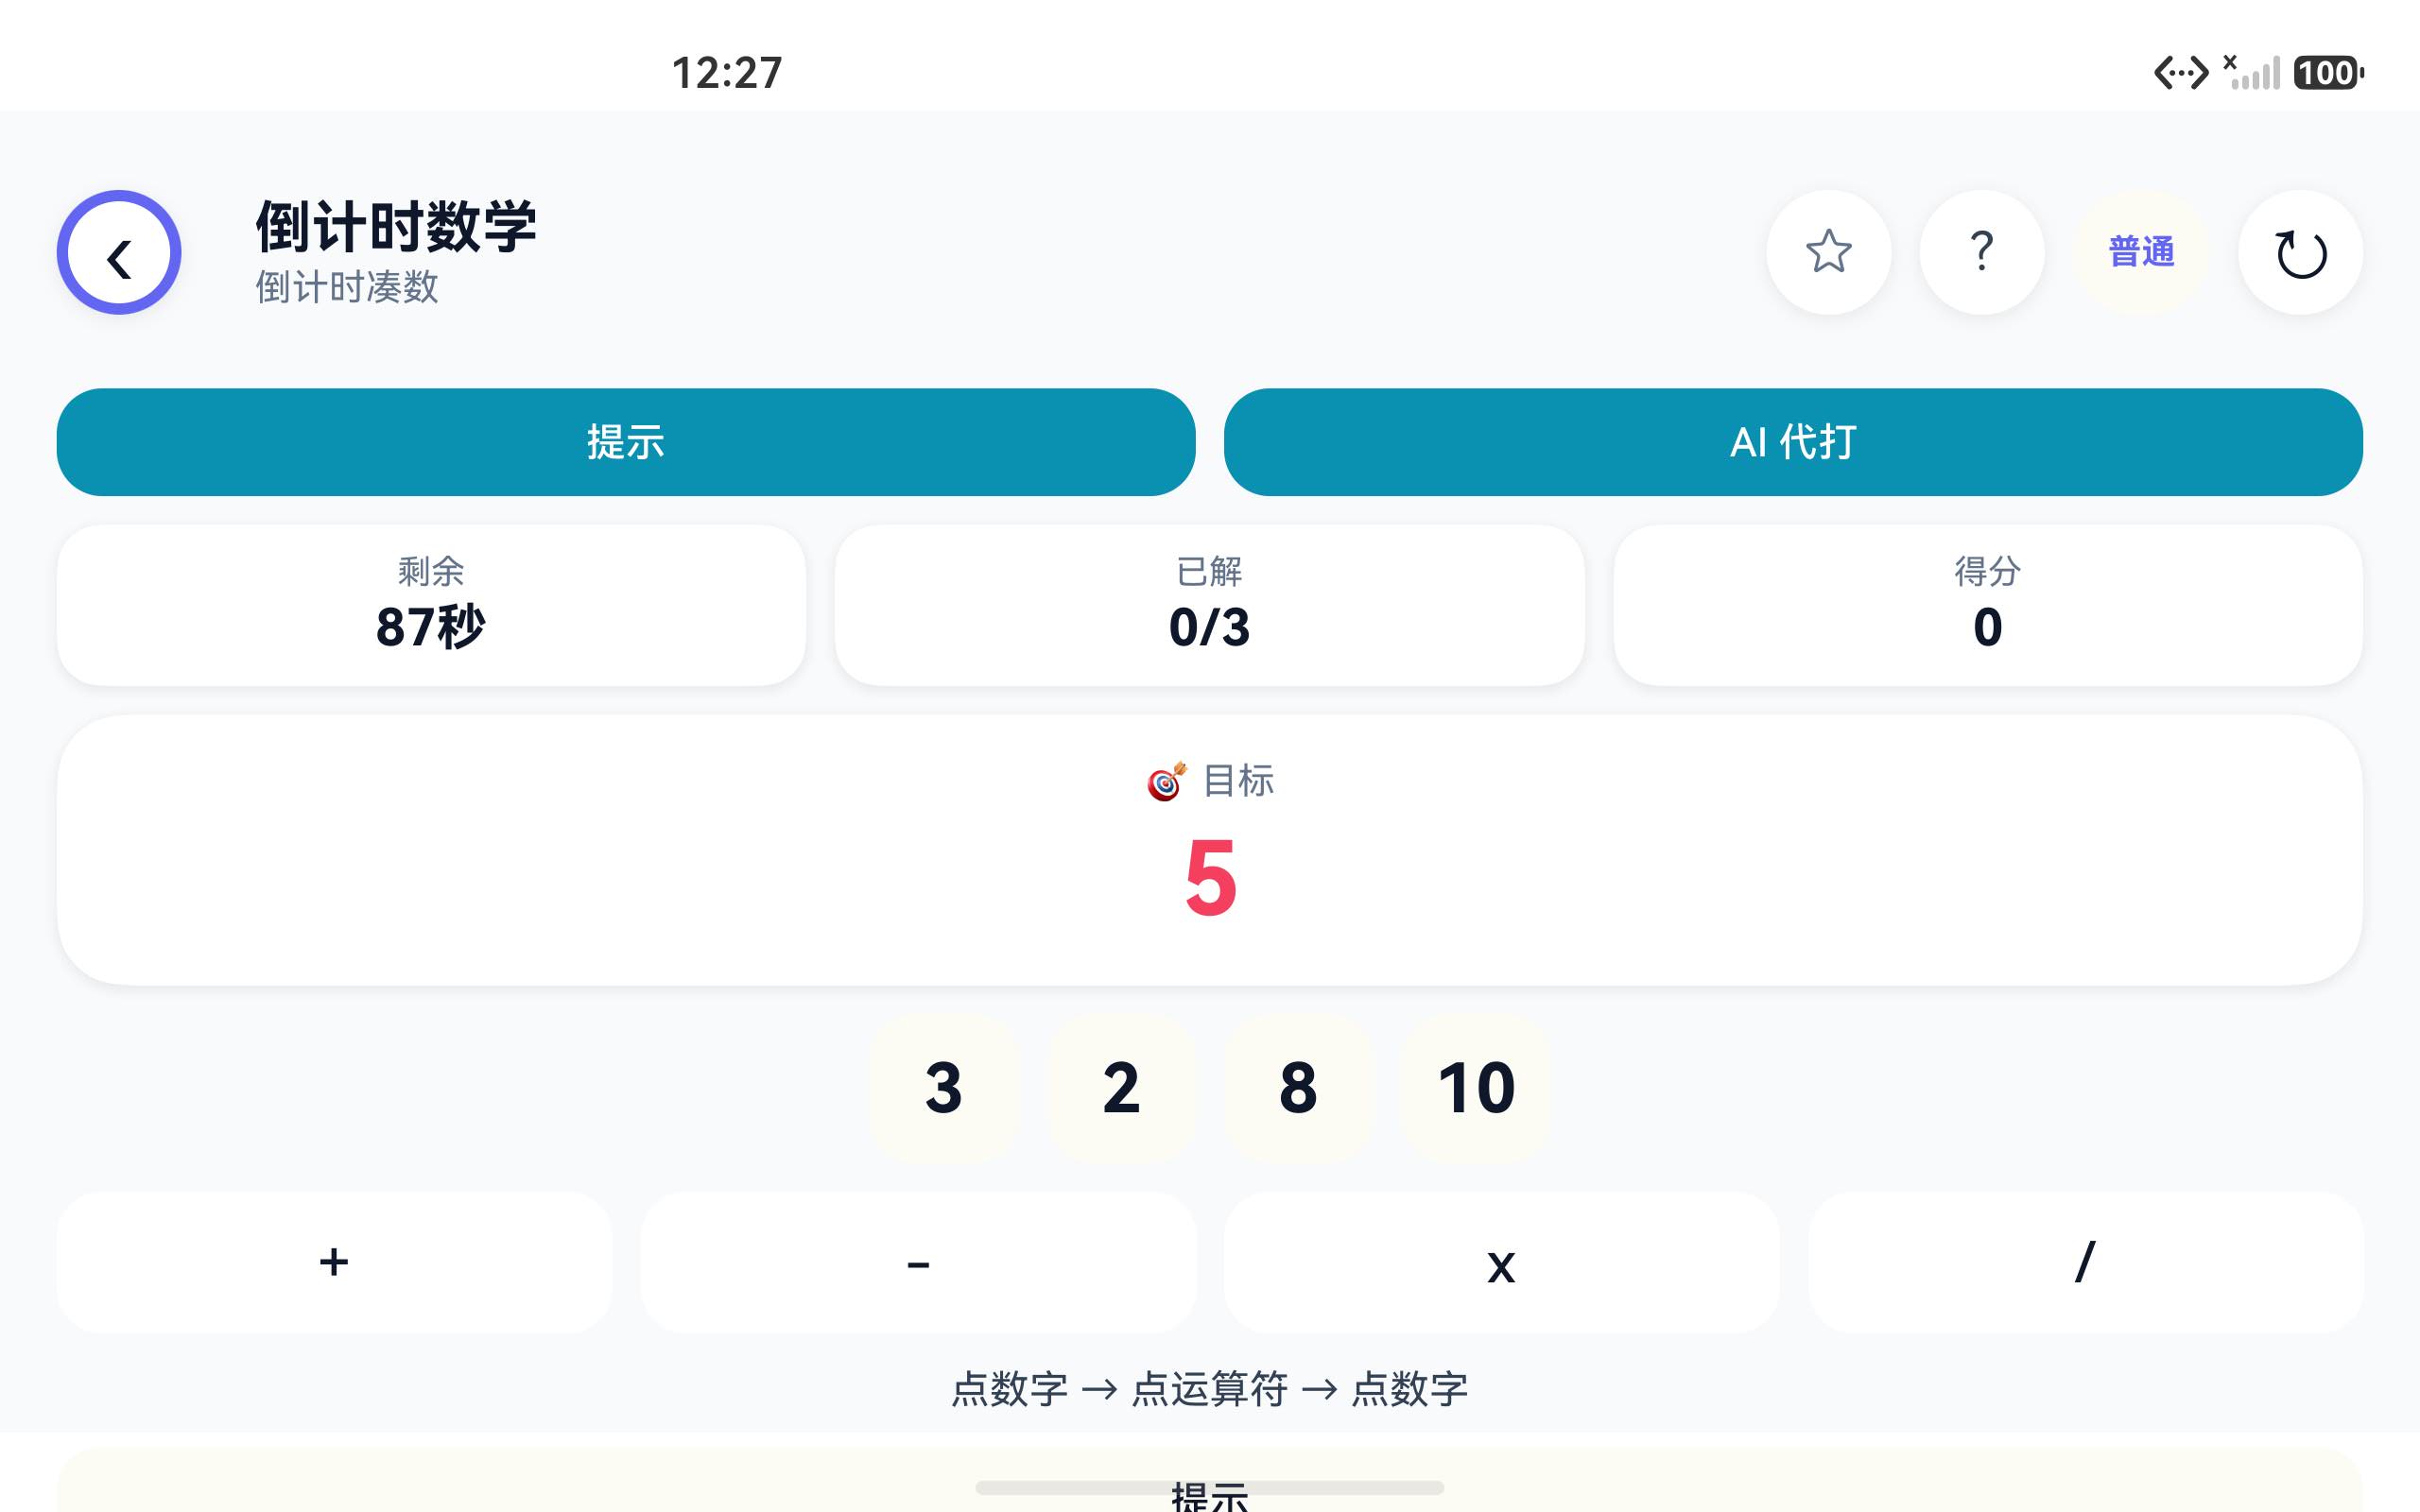 12:27
100
倒计时数学
倒计时凑数
?
普通
提示
AI 代打
剩余
87秒
已解
0/3
得分
0
目标
5
3 2 8 10
+ - x /
点数字 → 点运算符 → 点数字
提示